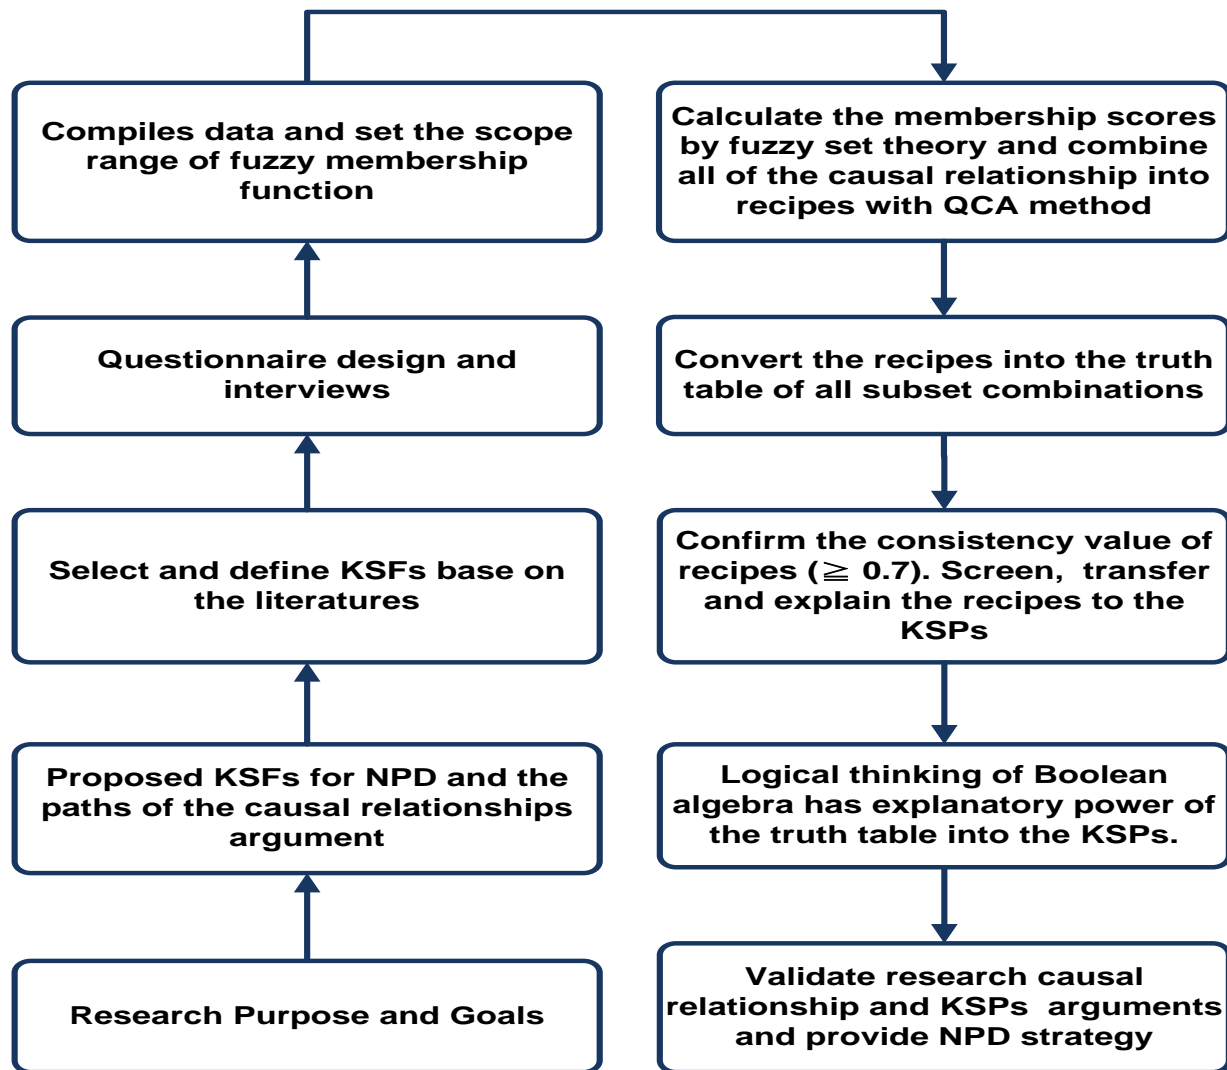 Compiles data and set the scope
range of fuzzy membership
function
Questionnaire design and
interviews
Select and define KSFs base on
the literatures
Proposed KSFs for NPD and the
paths of the causal relationships
argument
Research Purpose and Goals
Calculate the membership scores
by fuzzy set theory and combine
all of the causal relationship into
recipes with QCA method
Convert the recipes into the truth
table of all subset combinations
Confirm the consistency value of
recipes (≧ 0.7). Screen, transfer
and explain the recipes to the
KSPs
Logical thinking of Boolean
algebra has explanatory power of
the truth table into the KSPs.
Validate research causal
relationship and KSPs arguments
and provide NPD strategy